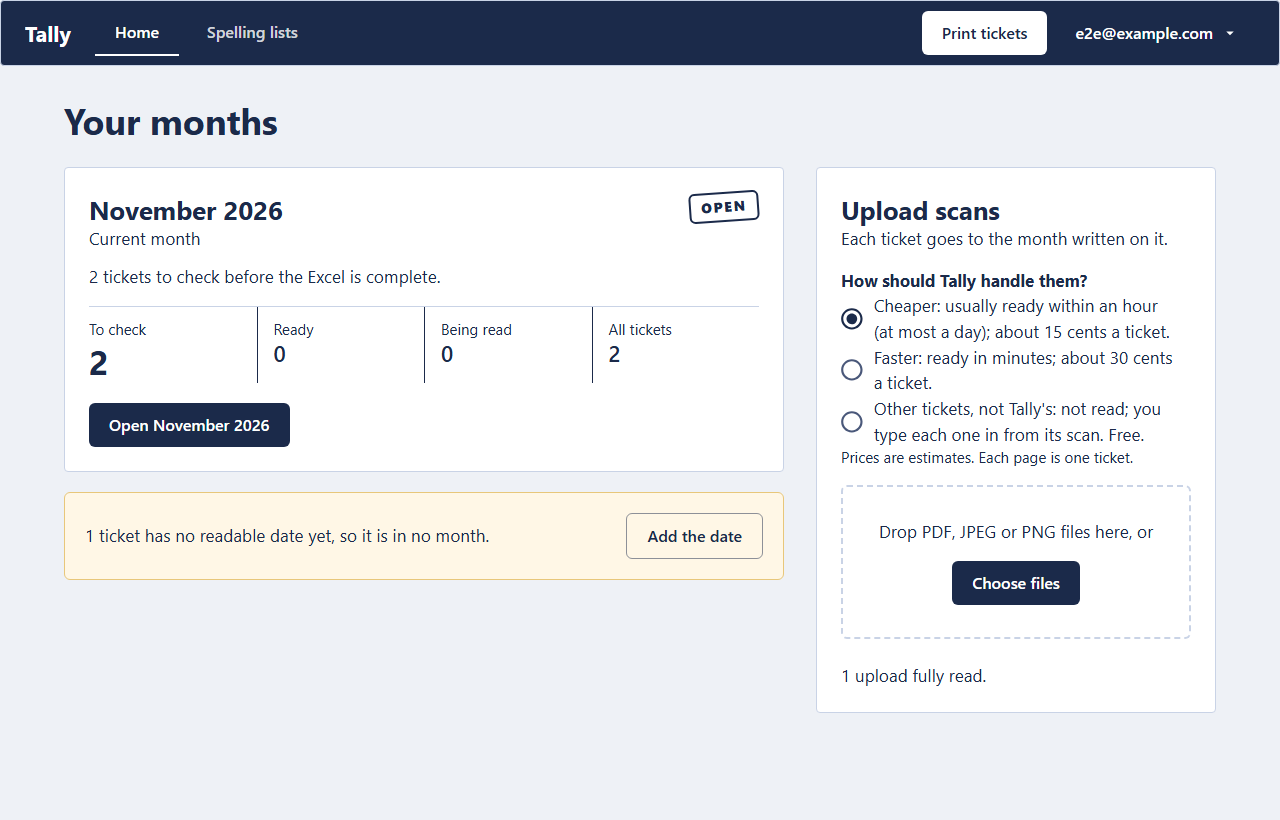 Tally
Home
Spelling lists
Print tickets
e2e@example.com
Your months
November 2026
OPEN
Current month
2 tickets to check before the Excel is complete.
To check
2
Ready
0
Being read
0
All tickets
2
Open November 2026
1 ticket has no readable date yet, so it is in no month.
Add the date
Upload scans
Each ticket goes to the month written on it.
How should Tally handle them?
Cheaper: usually ready within an hour
(at most a day); about 15 cents a ticket.
Faster: ready in minutes; about 30 cents
a ticket.
Other tickets, not Tally's: not read; you
type each one in from its scan. Free.
Prices are estimates. Each page is one ticket.
Drop PDF, JPEG or PNG files here, or
Choose files
1 upload fully read.